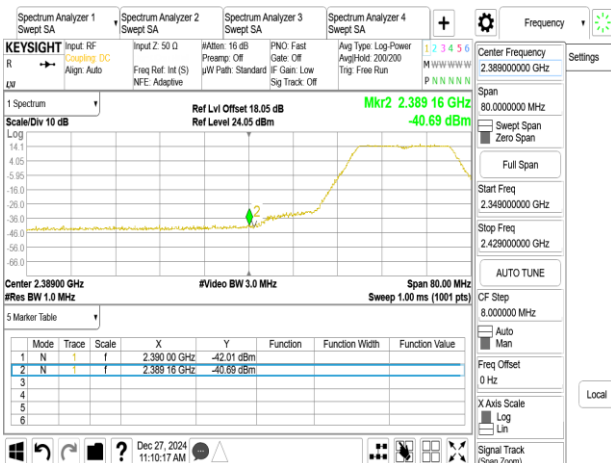 Spectrum Analyzer 1
Swept SA
Spectrum Analyzer 2
Swept SA
Spectrum Analyzer 3
Swept SA
Spectrum Analyzer 4
Swept SA
Frequency
KEYSIGHT
R
Input: RF
Coupling: DC
Align: Auto
Input Z: 50 Ω
Freq Ref: Int (S)
NFE: Adaptive
#Atten: 16 dB
Preamp: Off
µW Path: Standard
PNO: Fast
Gate: Off
IF Gain: Low
Sig Track: Off
Avg Type: Log-Power
Avg|Hold: 200/200
Trig: Free Run
1 2 3 4 5 6
M W W W W W
P N N N N N
1 Spectrum
Scale/Div 10 dB
Log
Ref Lvl Offset 18.05 dB
Ref Level 24.05 dBm
Mkr2 2.389 16 GHz
-40.69 dBm
14.1
4.05
-5.95
-16.0
-26.0
-36.0
-46.0
-56.0
-66.0
2
Center 2.38900 GHz
#Res BW 1.0 MHz
#Video BW 3.0 MHz
Span 80.00 MHz
Sweep 1.00 ms (1001 pts)
5 Marker Table
Mode Trace Scale X Y Function Function Width Function Value
1 N 1 f 2.390 00 GHz -42.01 dBm
2 N 1 f 2.389 16 GHz -40.69 dBm
3
4
5
6
Dec 27, 2024
11:10:17 AM
Center Frequency
2.389000000 GHz
Settings
Span
80.0000000 MHz
Swept Span
Zero Span
Full Span
Start Freq
2.349000000 GHz
Stop Freq
2.429000000 GHz
AUTO TUNE
CF Step
8.000000 MHz
Auto
Man
Freq Offset
0 Hz
X Axis Scale
Log
Lin
Local
Signal Track
(Span Zoom)